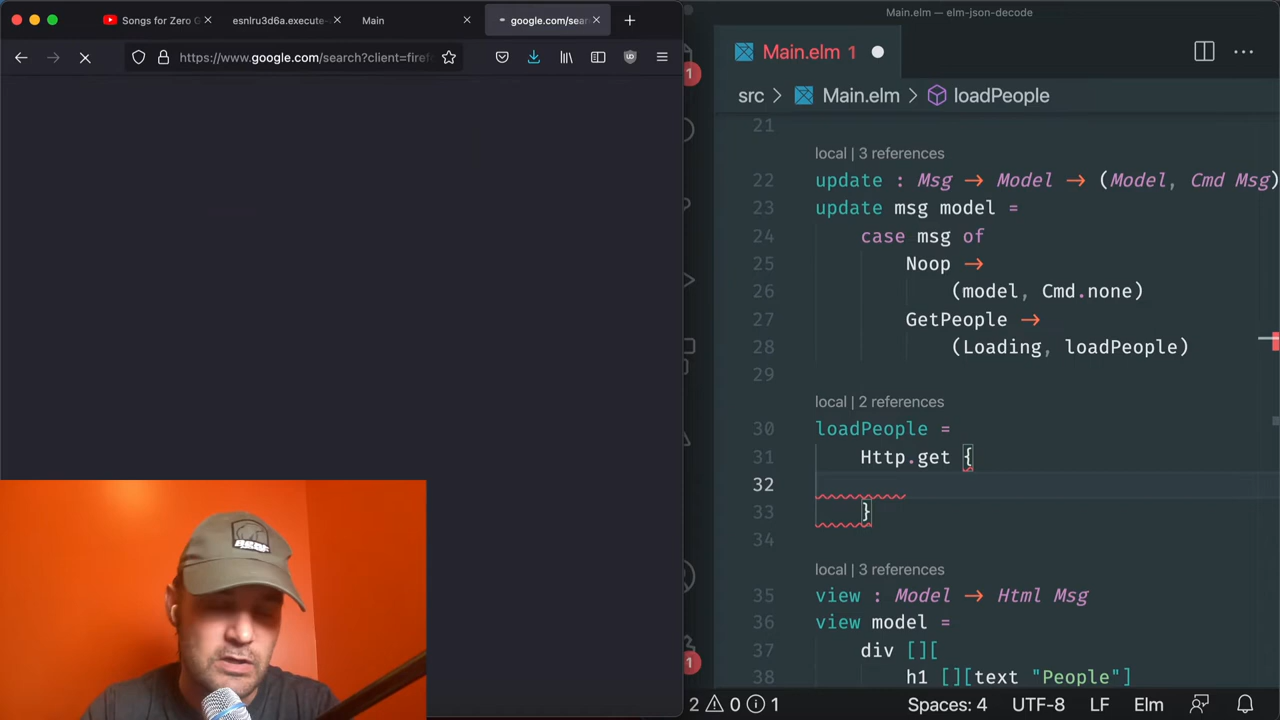 Songs for Zero G
esnlru3d6a.execute-
Main
google.com/sear
https://www.google.com/search?client=firef
Main.elm — elm-json-decode
1
Main.elm 1
src > Main.elm > loadPeople
21
local | 3 references
22 update : Msg → Model → (Model, Cmd Msg)
23 update msg model =
24 case msg of
25 Noop →
26 (model, Cmd.none)
27 GetPeople →
28 (Loading, loadPeople)
29
local | 2 references
30 loadPeople =
31 Http.get {
32
33 }
34
local | 3 references
35 view : Model → Html Msg
36 view model =
37 div [][
38 h1 [][text "People"]
1
2 0 1 Spaces: 4 UTF-8 LF Elm